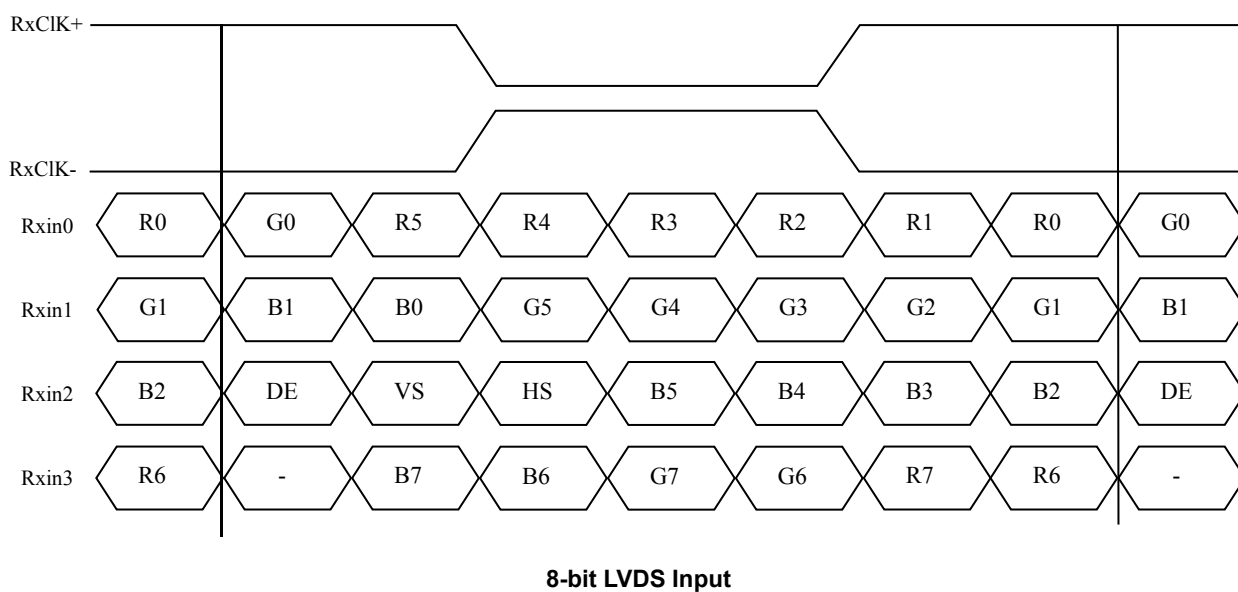 RxClK+
RxClK-
Rxin0 R0 G0 R5 R4 R3 R2 R1 R0 G0
Rxin1 G1 B1 B0 G5 G4 G3 G2 G1 B1
Rxin2 B2 DE VS HS B5 B4 B3 B2 DE
Rxin3 R6 - B7 B6 G7 G6 R7 R6 -
8-bit LVDS Input